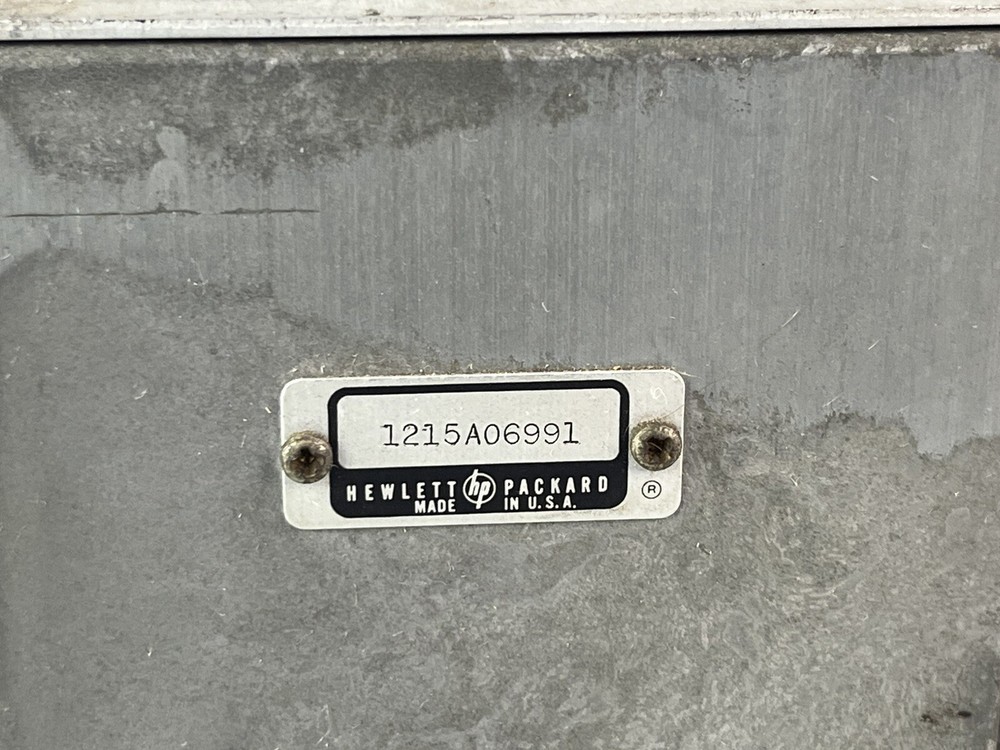 1215A06991
HEWLETT hp PACKARD ®
MADE IN U.S.A.